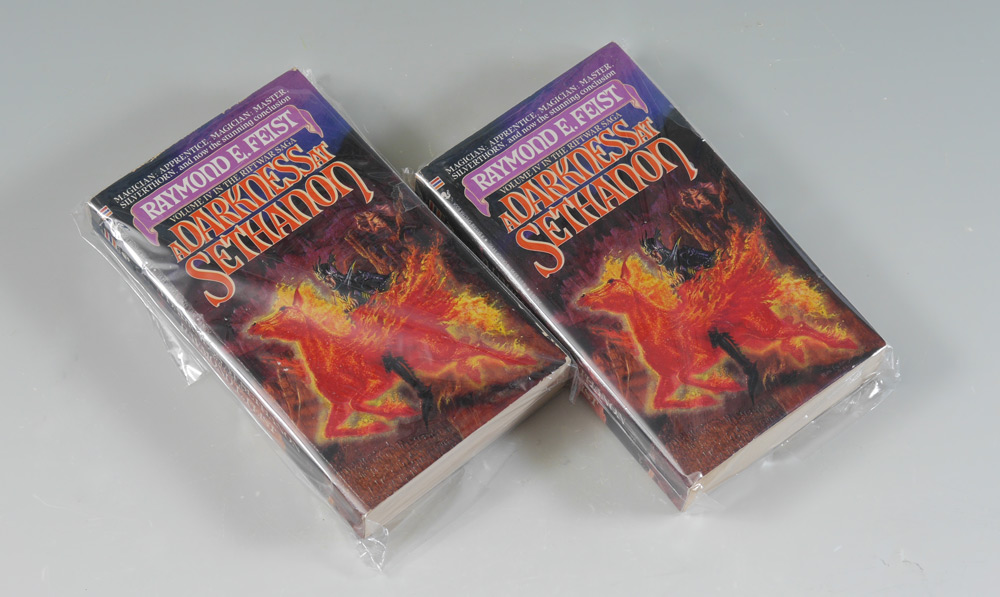 MAGICIAN: APPRENTICE, MAGICIAN: MASTER,
SILVERTHORN, and now the stunning conclusion
RAYMOND E. FEIST
VOLUME IV IN THE RIFTWAR SAGA
A DARKNESS AT
SETHANON
MAGICIAN: APPRENTICE, MAGICIAN: MASTER,
SILVERTHORN, and now the stunning conclusion
RAYMOND E. FEIST
VOLUME IV IN THE RIFTWAR SAGA
A DARKNESS AT
SETHANON